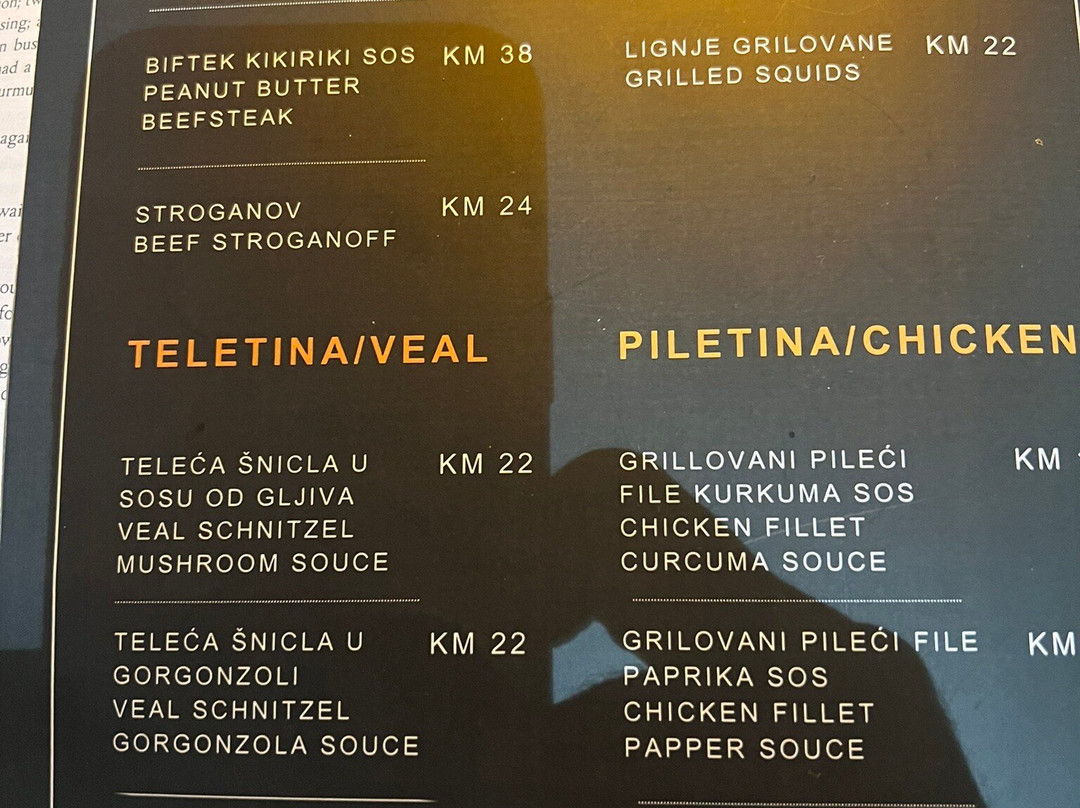 BIFTEK KIKIRIKI SOS KM 38
PEANUT BUTTER
BEEFSTEAK
STROGANOV KM 24
BEEF STROGANOFF
TELETINA/VEAL
TELEĆA ŠNICLA U KM 22
SOSU OD GLJIVA
VEAL SCHNITZEL
MUSHROOM SOUCE
TELEĆA ŠNICLA U KM 22
GORGONZOLI
VEAL SCHNITZEL
GORGONZOLA SOUCE
LIGNJE GRILOVANE KM 22
GRILLED SQUIDS
PILETINA/CHICKEN
GRILLOVANI PILEĆI KM
FILE KURKUMA SOS
CHICKEN FILLET
CURCUMA SOUCE
GRILOVANI PILEĆI FILE KM
PAPRIKA SOS
CHICKEN FILLET
PAPPER SOUCE